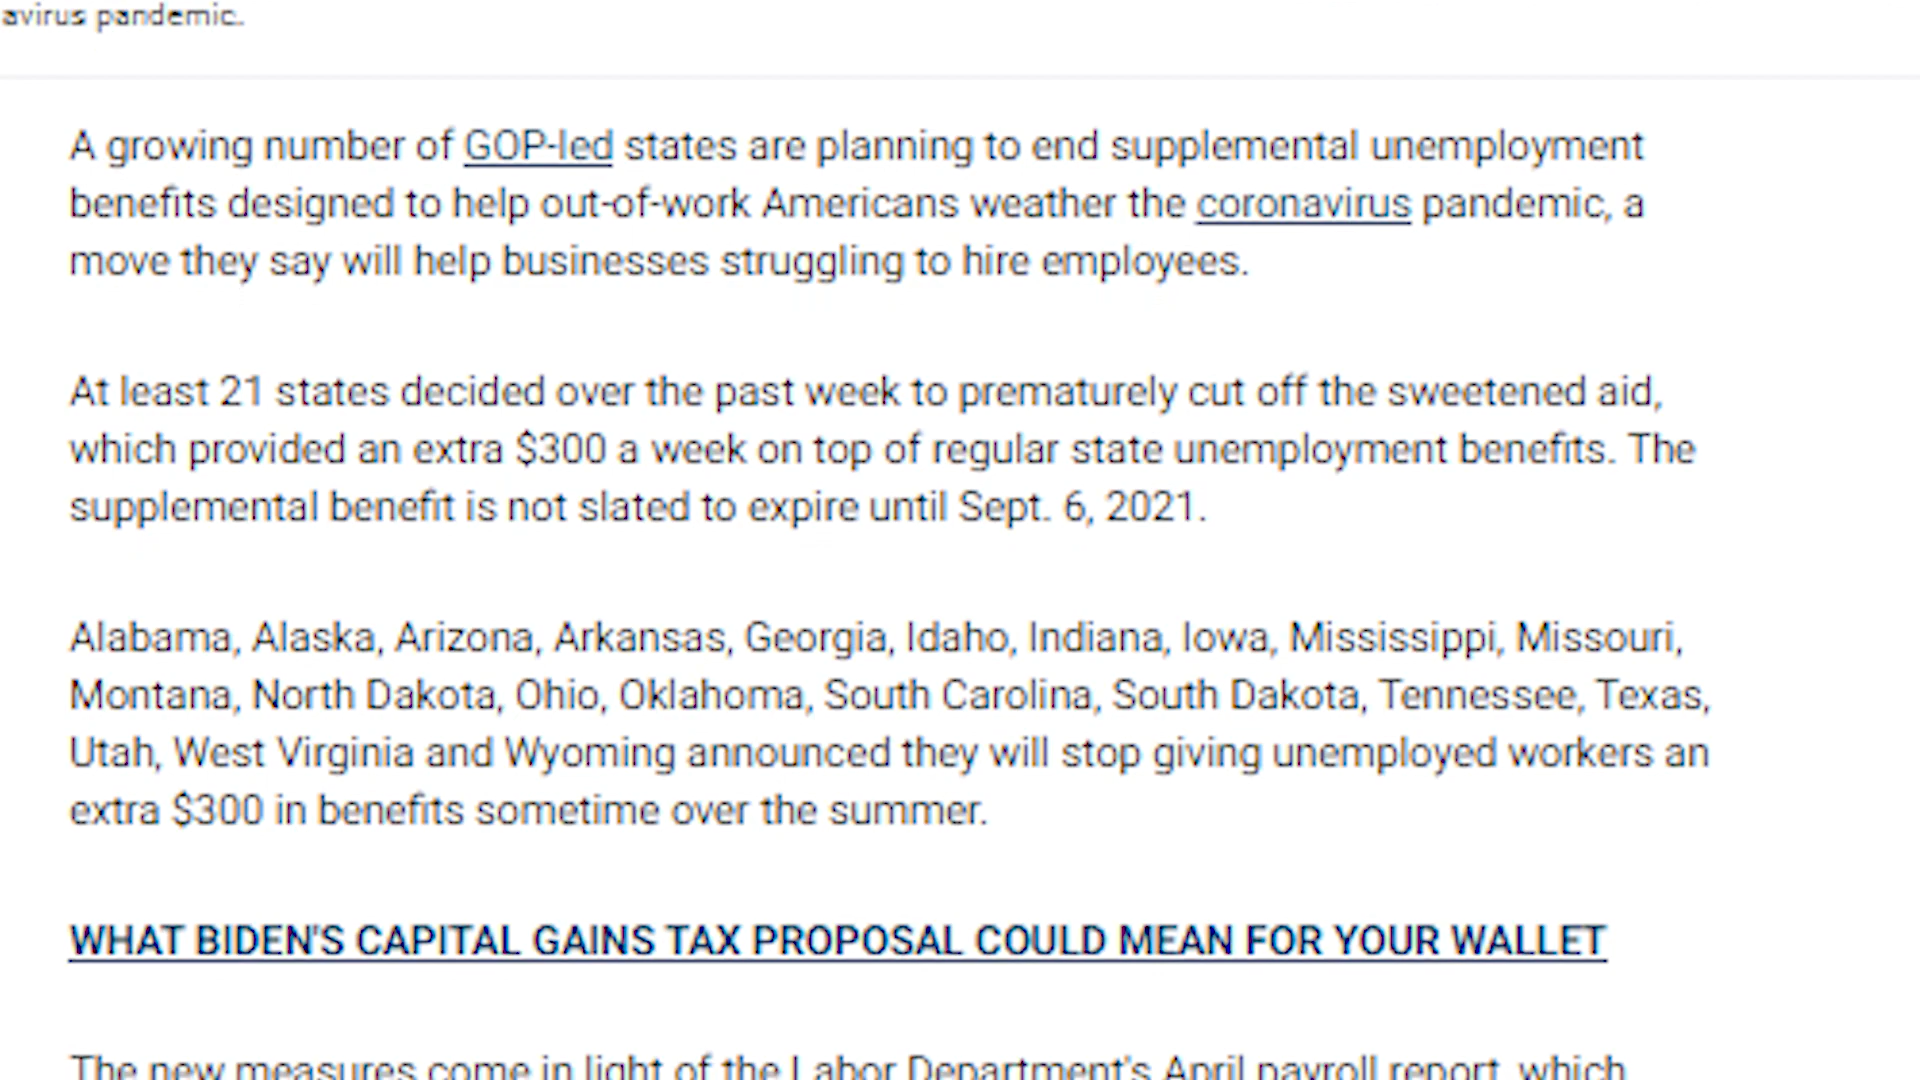 avirus pandemic.
A growing number of GOP-led states are planning to end supplemental unemployment
benefits designed to help out-of-work Americans weather the coronavirus pandemic, a
move they say will help businesses struggling to hire employees.
At least 21 states decided over the past week to prematurely cut off the sweetened aid,
which provided an extra $300 a week on top of regular state unemployment benefits. The
supplemental benefit is not slated to expire until Sept. 6, 2021.
Alabama, Alaska, Arizona, Arkansas, Georgia, Idaho, Indiana, Iowa, Mississippi, Missouri,
Montana, North Dakota, Ohio, Oklahoma, South Carolina, South Dakota, Tennessee, Texas,
Utah, West Virginia and Wyoming announced they will stop giving unemployed workers an
extra $300 in benefits sometime over the summer.
WHAT BIDEN'S CAPITAL GAINS TAX PROPOSAL COULD MEAN FOR YOUR WALLET
The new measures come in light of the Labor Department's April payroll report, which